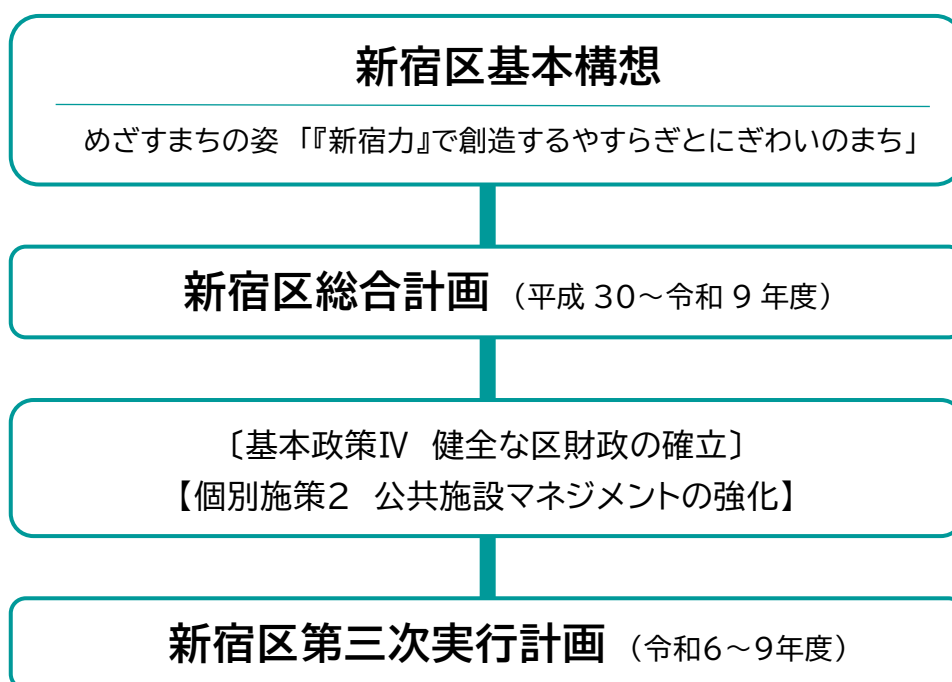 新宿区基本構想
めざすまちの姿 「『新宿力』で創造するやすらぎとにぎわいのまち」
新宿区総合計画 （平成 30～令和 9 年度）
〔基本政策Ⅳ 健全な区財政の確立〕
【個別施策2 公共施設マネジメントの強化】
新宿区第三次実行計画 （令和6～9年度）